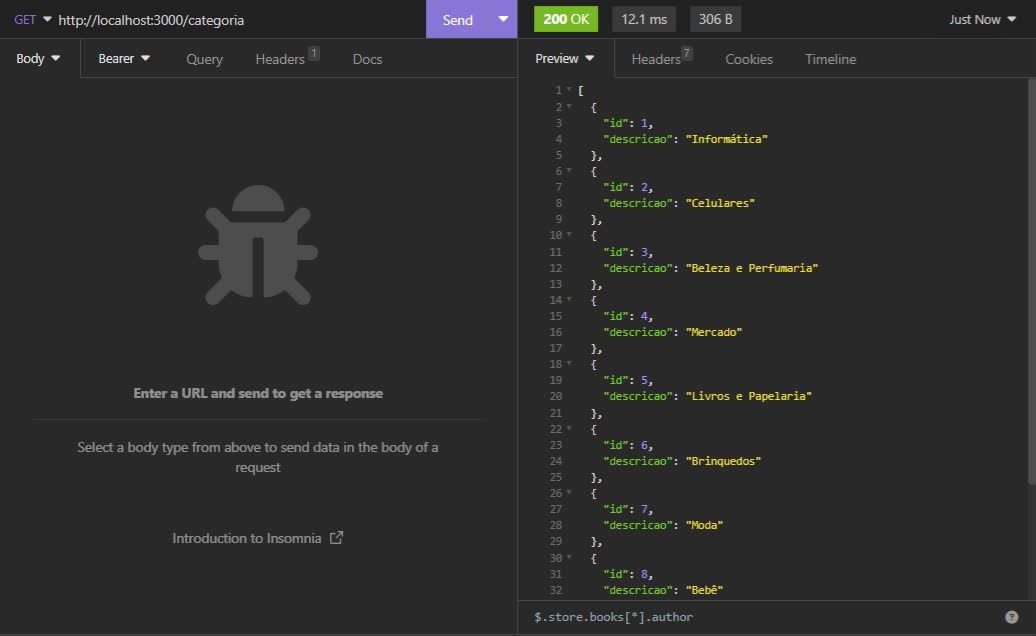 GET http://localhost:3000/categoria Send 200 OK 12.1 ms 306 B Just Now
Body Bearer Query Headers 1 Docs Preview Headers 7 Cookies Timeline
Enter a URL and send to get a response
Select a body type from above to send data in the body of a
request
Introduction to Insomnia
1 [
2 {
3 "id": 1,
4 "descricao": "Informática"
5 },
6 {
7 "id": 2,
8 "descricao": "Celulares"
9 },
10 {
11 "id": 3,
12 "descricao": "Beleza e Perfumaria"
13 },
14 {
15 "id": 4,
16 "descricao": "Mercado"
17 },
18 {
19 "id": 5,
20 "descricao": "Livros e Papelaria"
21 },
22 {
23 "id": 6,
24 "descricao": "Brinquedos"
25 },
26 {
27 "id": 7,
28 "descricao": "Moda"
29 },
30 {
31 "id": 8,
32 "descricao": "Bebê"
$.store.books[*].author ?